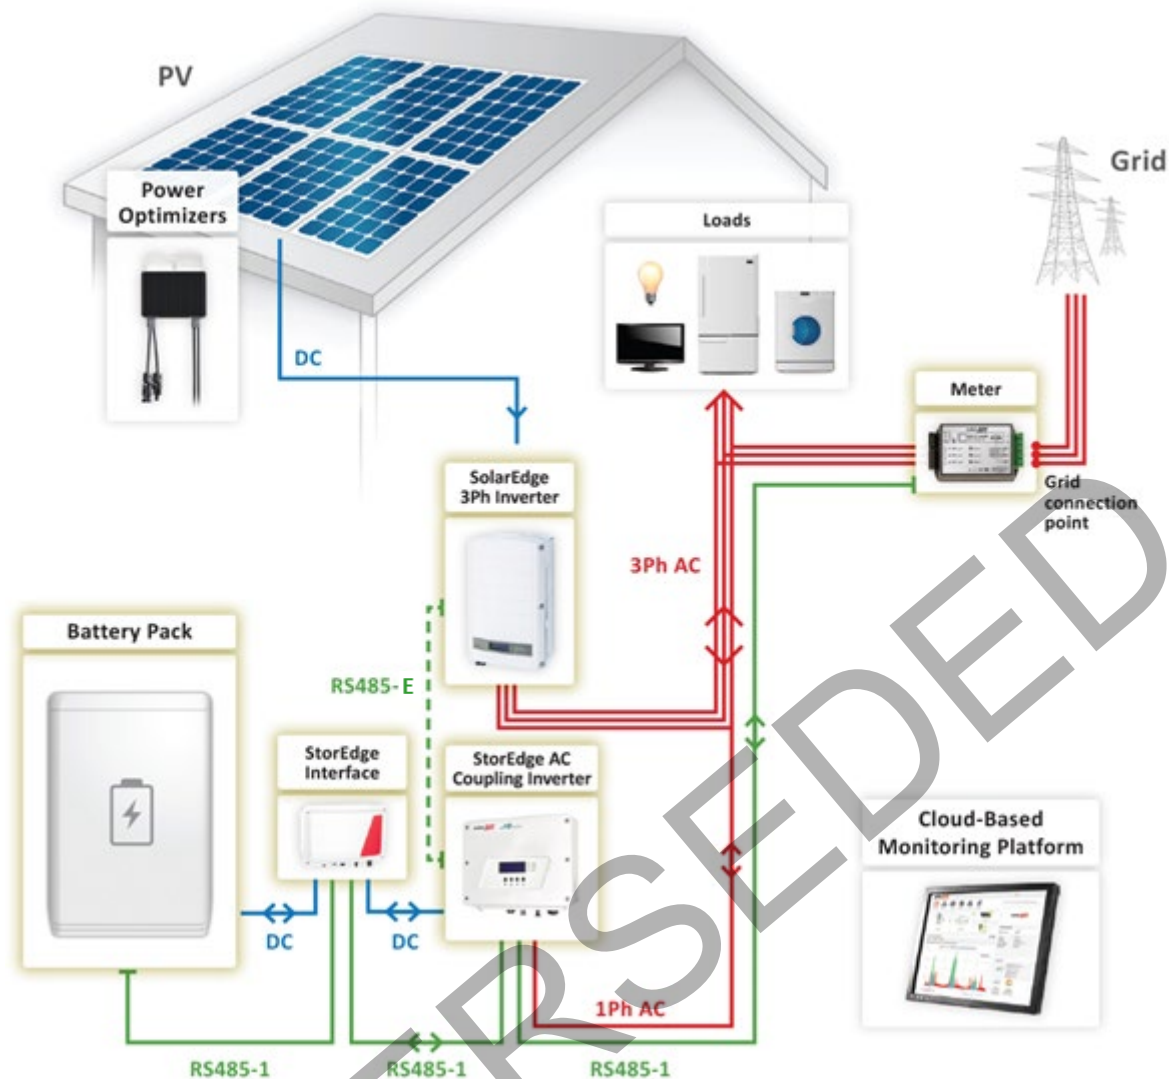 PV
Grid
Power
Optimizers
Loads
DC
Meter
SolarEdge
3Ph Inverter
Grid
connection
point
3Ph AC
Battery Pack
RS485-E
StorEdge
Interface
StorEdge AC
Coupling Inverter
Cloud-Based
Monitoring Platform
DC
DC
1Ph AC
RS485-1
RS485-1
RS485-1
ERSEDED